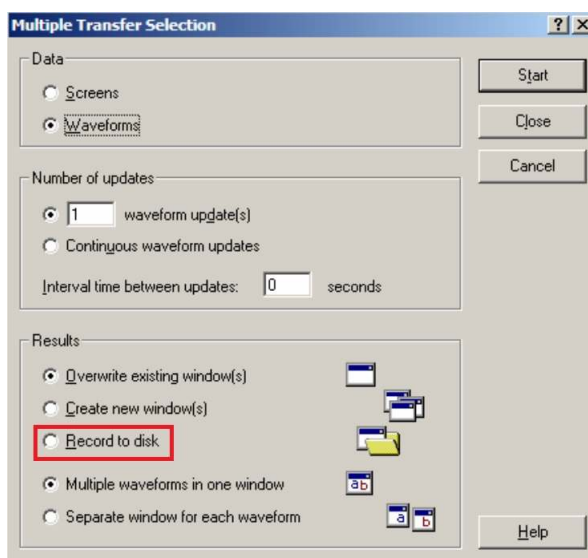 Multiple Transfer Selection
Data
Screens
Waveforms
Start
Close
Cancel
Number of updates
1 waveform update(s)
Continuous waveform updates
Interval time between updates: 0 seconds
Results
Overwrite existing window(s)
Create new window(s)
Record to disk
Multiple waveforms in one window
ab
Separate window for each waveform
a b
Help